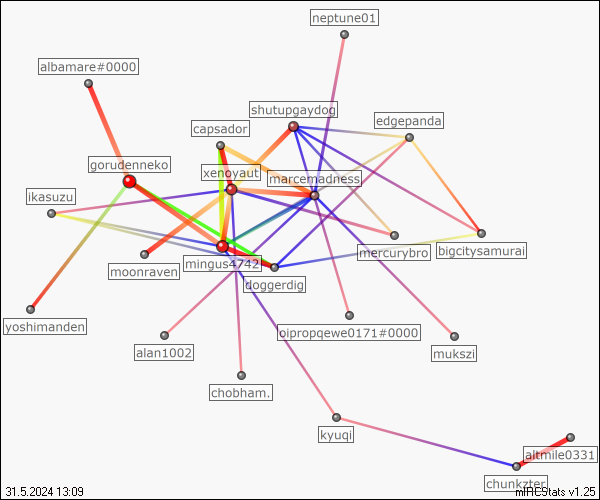 neptune01
albamare#0000
shutupgaydog
edgepanda
capsador
gorudenneko
xenoyaut
marcemadness
ikasuzu
mercurybro
bigcitysamurai
mingus4742
moonraven
doggerdig
yoshimanden
oipropqewe0171#0000
alan1002
mukszi
chobham.
kyuqi
altmile0331
chunkzter
31.5.2024 13:09
mIRCStats v1.25